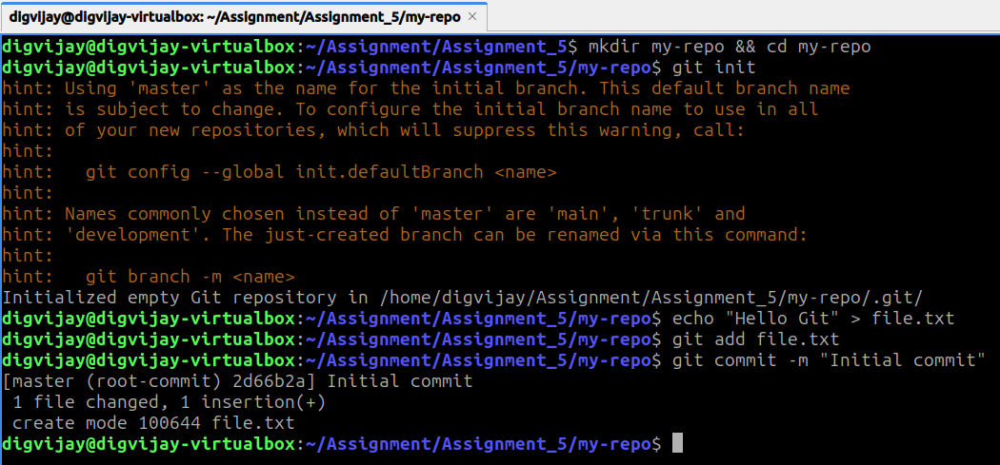 digvijay@digvijay-virtualbox: ~/Assignment/Assignment_5/my-repo ×
digvijay@digvijay-virtualbox:~/Assignment/Assignment_5$ mkdir my-repo && cd my-repo
digvijay@digvijay-virtualbox:~/Assignment/Assignment_5/my-repo$ git init
hint: Using 'master' as the name for the initial branch. This default branch name
hint: is subject to change. To configure the initial branch name to use in all
hint: of your new repositories, which will suppress this warning, call:
hint:
hint:   git config --global init.defaultBranch <name>
hint:
hint: Names commonly chosen instead of 'master' are 'main', 'trunk' and
hint: 'development'. The just-created branch can be renamed via this command:
hint:
hint:   git branch -m <name>
Initialized empty Git repository in /home/digvijay/Assignment/Assignment_5/my-repo/.git/
digvijay@digvijay-virtualbox:~/Assignment/Assignment_5/my-repo$ echo "Hello Git" > file.txt
digvijay@digvijay-virtualbox:~/Assignment/Assignment_5/my-repo$ git add file.txt
digvijay@digvijay-virtualbox:~/Assignment/Assignment_5/my-repo$ git commit -m "Initial commit"
[master (root-commit) 2d66b2a] Initial commit
 1 file changed, 1 insertion(+)
 create mode 100644 file.txt
digvijay@digvijay-virtualbox:~/Assignment/Assignment_5/my-repo$